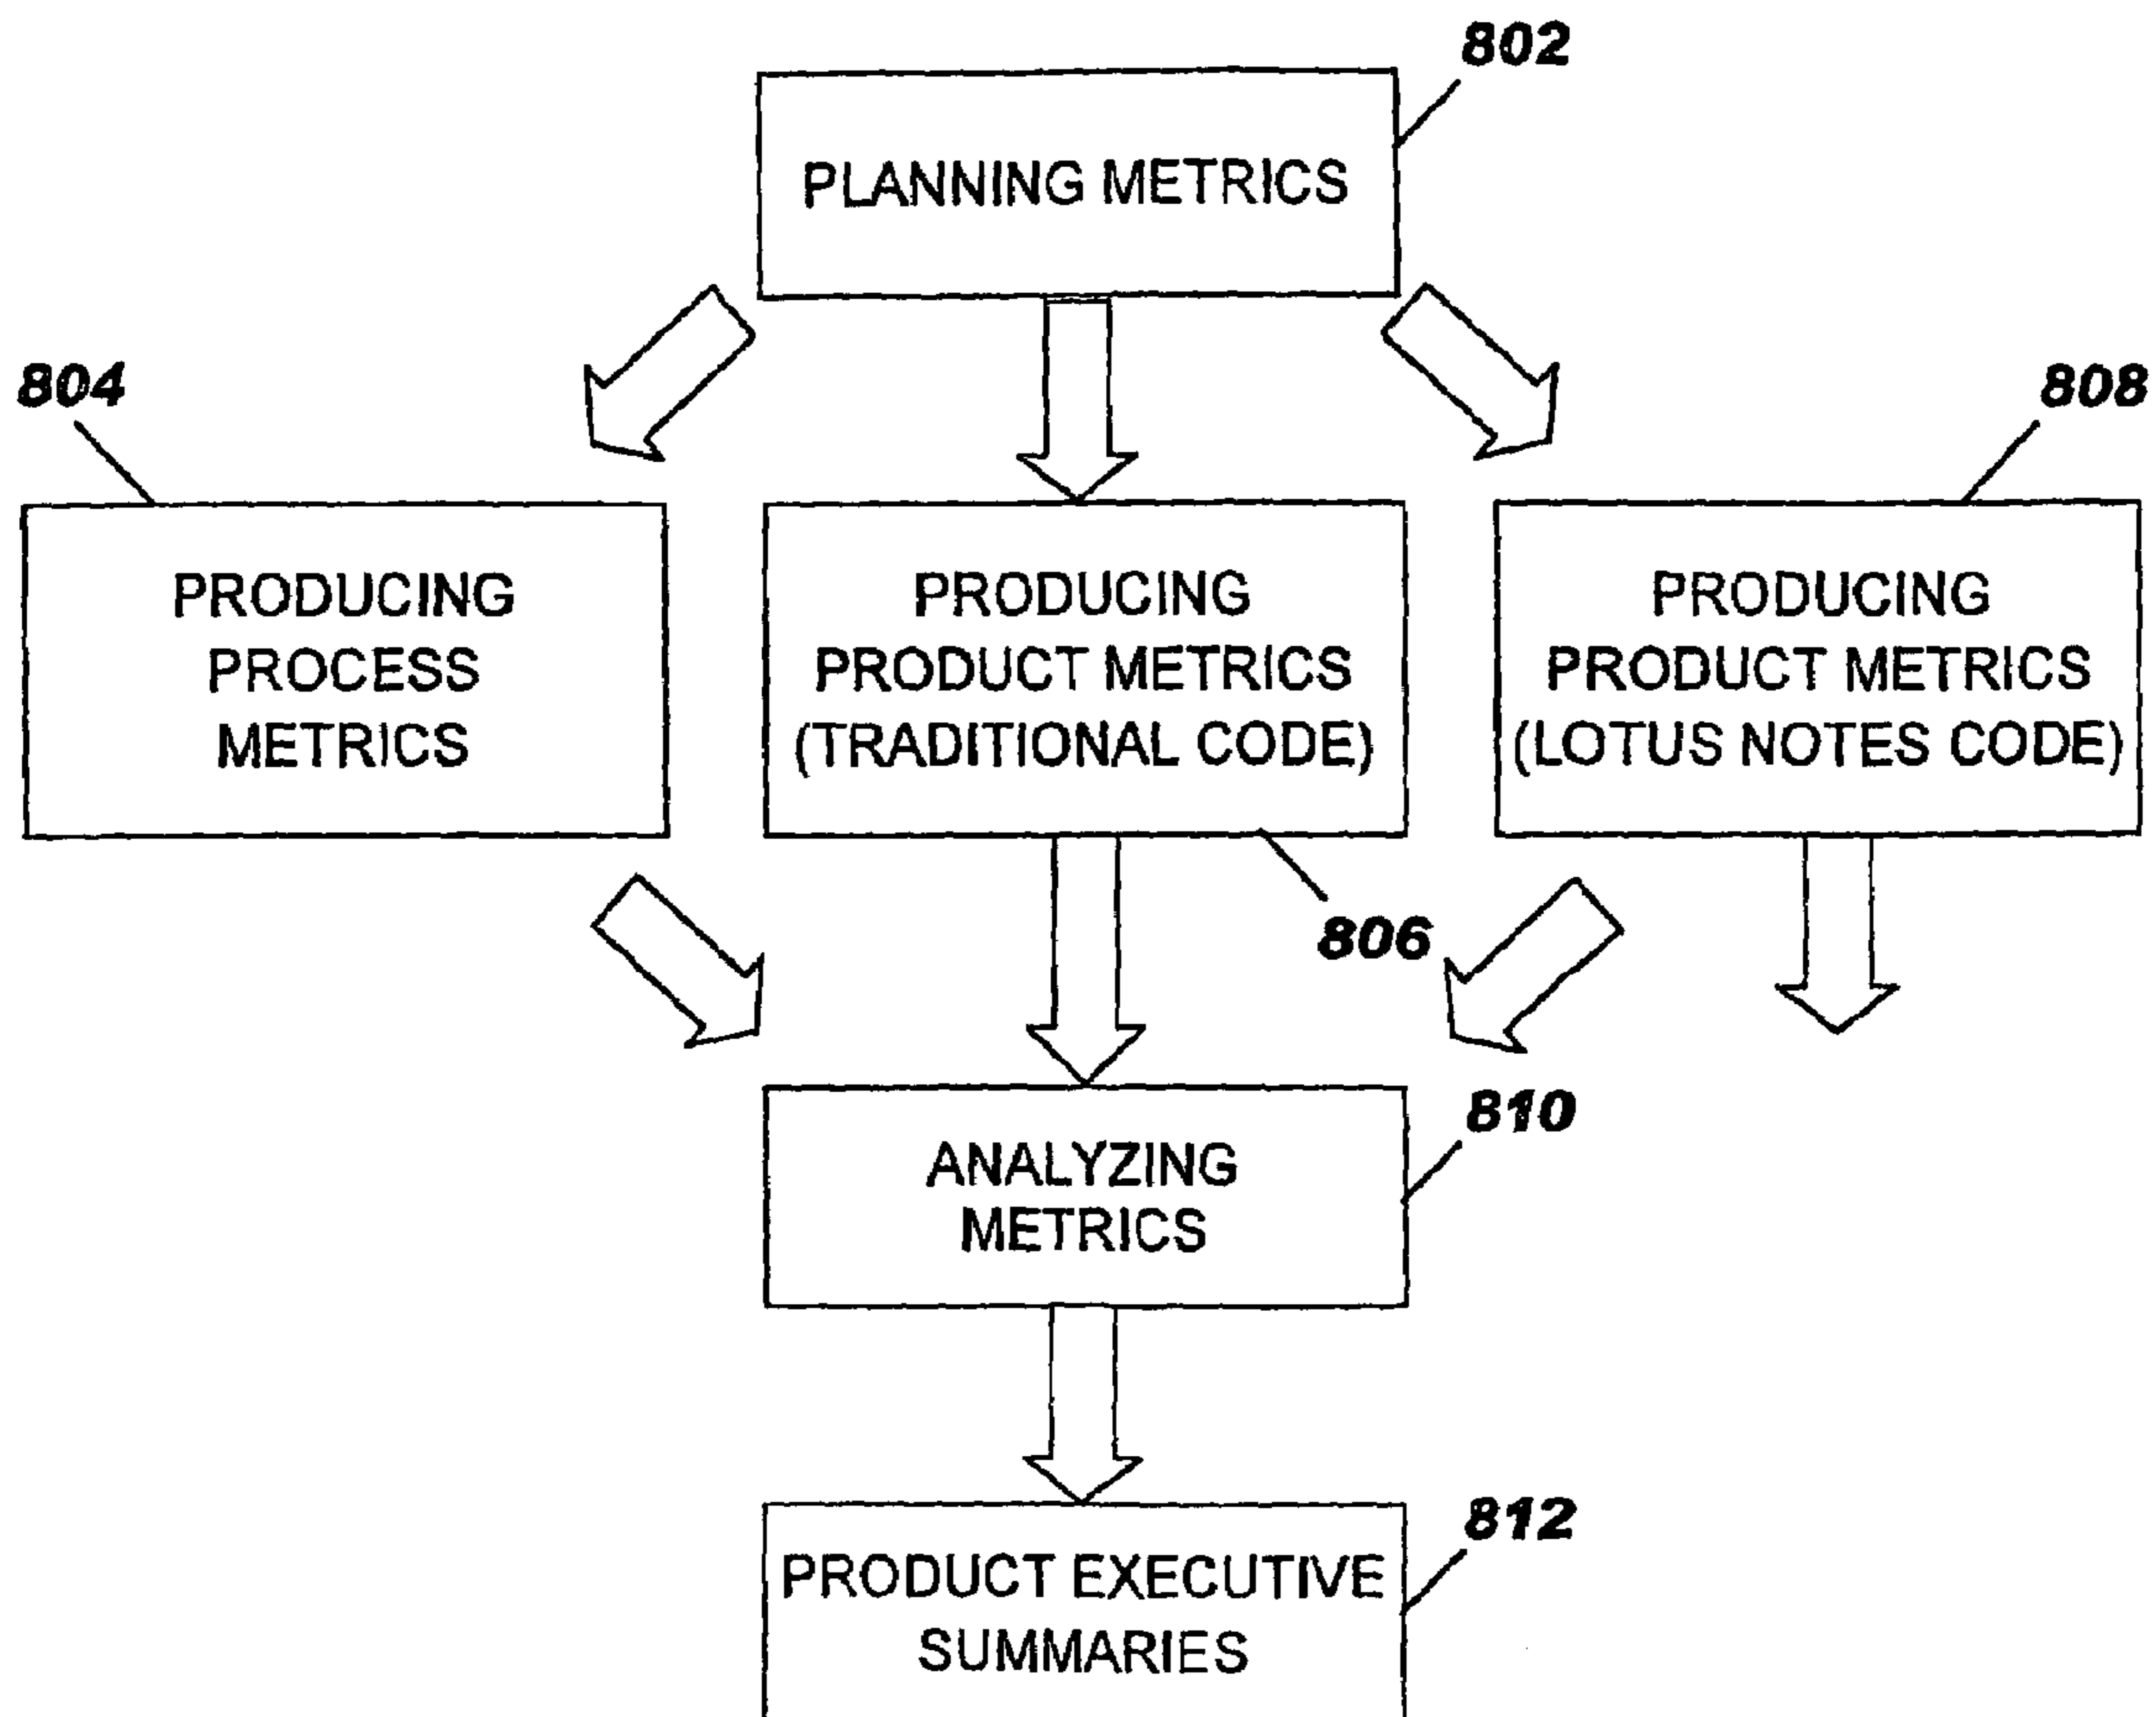 802
PLANNING METRICS
804
808
PRODUCING
PROCESS
METRICS
PRODUCING
PRODUCT METRICS
(TRADITIONAL CODE)
PRODUCING
PRODUCT METRICS
(LOTUS NOTES CODE)
806
810
ANALYZING
METRICS
812
PRODUCT EXECUTIVE
SUMMARIES